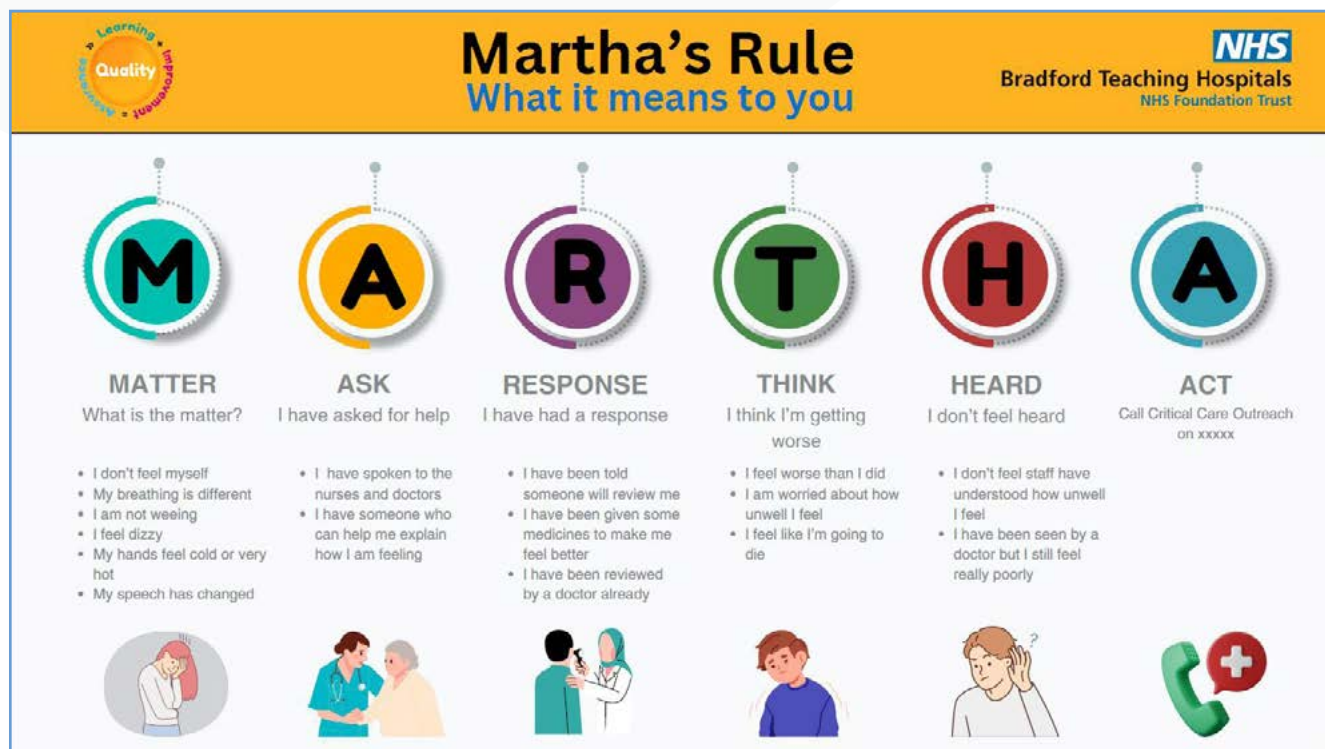 Learning
Improvement
Assurance
Quality
Martha's Rule
What it means to you
NHS
Bradford Teaching Hospitals
NHS Foundation Trust
M
A
R
T
H
A
MATTER
What is the matter?
• I don't feel myself
• My breathing is different
• I am not weeing
• I feel dizzy
• My hands feel cold or very
hot
• My speech has changed
ASK
I have asked for help
• I have spoken to the
nurses and doctors
• I have someone who
can help me explain
how I am feeling
RESPONSE
I have had a response
• I have been told
someone will review me
• I have been given some
medicines to make me
feel better
• I have been reviewed
by a doctor already
THINK
I think I'm getting
worse
• I feel worse than I did
• I am worried about how
unwell I feel
• I feel like I'm going to
die
HEARD
I don't feel heard
• I don't feel staff have
understood how unwell
I feel
• I have been seen by a
doctor but I still feel
really poorly
?
ACT
Call Critical Care Outreach
on xxxxx